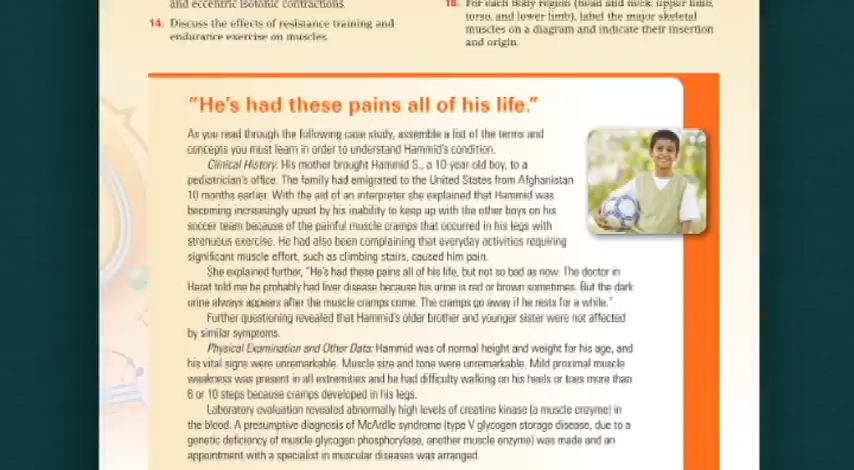 and eccentric isotonic contractions.
14. Discuss the effects of resistance training and
endurance exercise on muscles.
16. For each body region (head and neck, upper limb,
torso, and lower limb), label the major skeletal
muscles on a diagram and indicate their insertion
and origin.
“He's had these pains all of his life.”
As you read through the following case study, assemble a list of the terms and
concepts you must learn in order to understand Hammid's condition.
Clinical History: His mother brought Hammid S., a 10-year-old boy, to a
pediatrician's office. The family had emigrated to the United States from Afghanistan
10 months earlier. With the aid of an interpreter she explained that Hammid was
becoming increasingly upset by his inability to keep up with the other boys on his
soccer team because of the painful muscle cramps that occurred in his legs with
strenuous exercise. He had also been complaining that everyday activities requiring
significant muscle effort, such as climbing stairs, caused him pain.
She explained further, “He's had these pains all of his life, but not so bad as now. The doctor in
Herat told me he probably had liver disease because his urine is red or brown sometimes. But the dark
urine always appears after the muscle cramps come. The cramps go away if he rests for a while.”
Further questioning revealed that Hammid's older brother and younger sister were not affected
by similar symptoms.
Physical Examination and Other Data: Hammid was of normal height and weight for his age, and
his vital signs were unremarkable. Muscle size and tone were unremarkable. Mild proximal muscle
weakness was present in all extremities and he had difficulty walking on his heels or toes more than
8 or 10 steps because cramps developed in his legs.
Laboratory evaluation revealed abnormally high levels of creatine kinase (a muscle enzyme) in
the blood. A presumptive diagnosis of McArdle syndrome (type V glycogen storage disease, due to a
genetic deficiency of muscle glycogen phosphorylase, another muscle enzyme) was made and an
appointment with a specialist in muscular diseases was arranged.